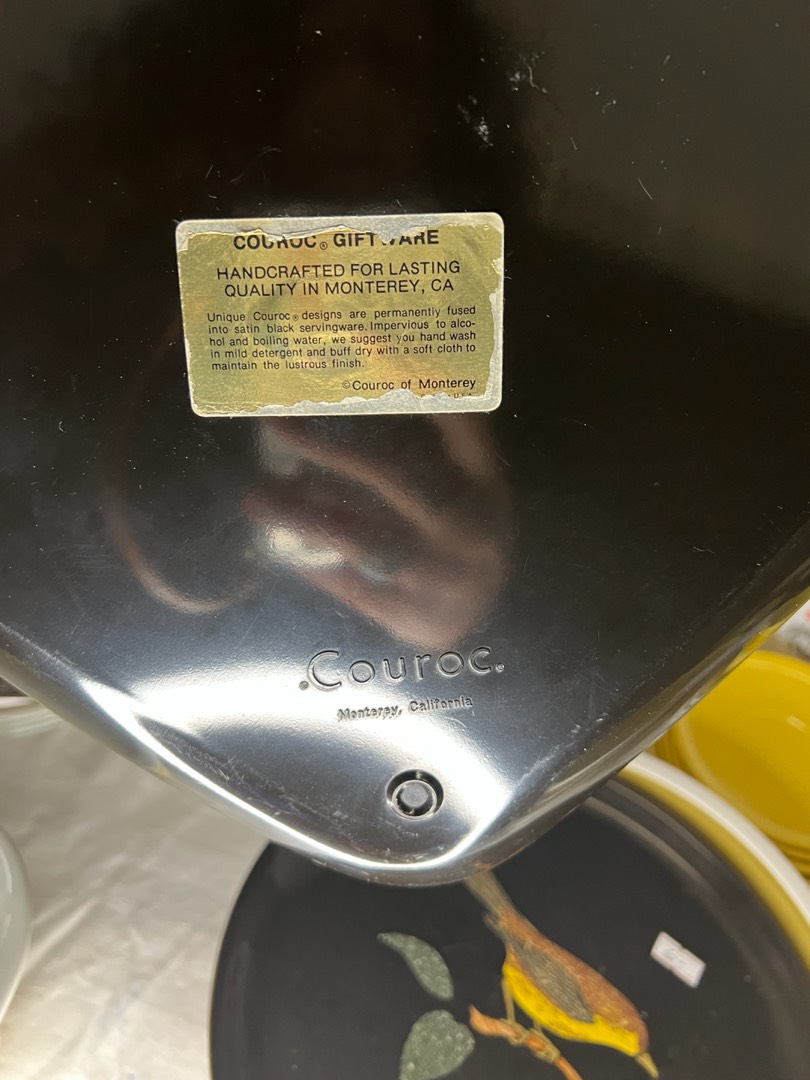 COUROC® GIFTWARE
HANDCRAFTED FOR LASTING
QUALITY IN MONTEREY, CA
Unique Couroc® designs are permanently fused
into satin black servingware. Impervious to alco-
hol and boiling water, we suggest you hand wash
in mild detergent and buff dry with a soft cloth to
maintain the lustrous finish.
©Couroc of Monterey
USA
Couroc®
Monterey, California